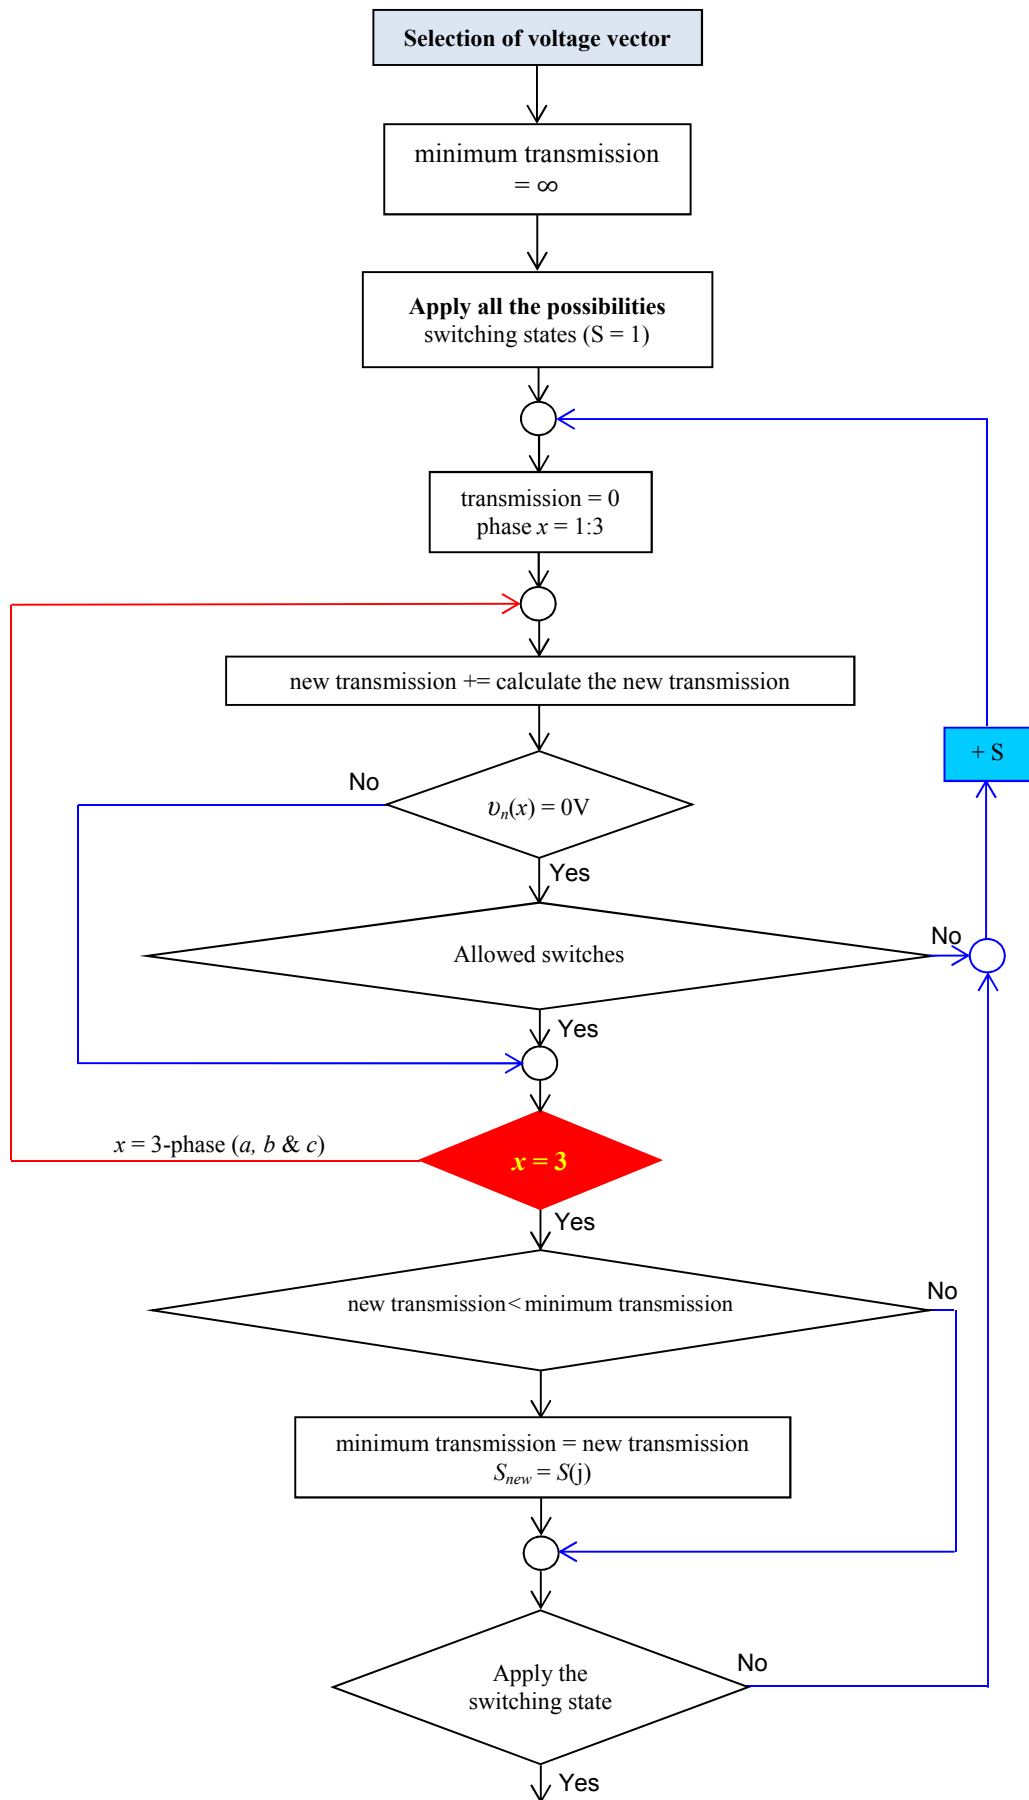 Selection of voltage vector
minimum transmission
= ∞
Apply all the possibilities
switching states (S = 1)
transmission = 0
phase x = 1:3
new transmission += calculate the new transmission
+ S
No
υn(x) = 0V
Yes
Allowed switches
No
Yes
x = 3-phase (a, b & c)
x = 3
Yes
new transmission< minimum transmission
No
minimum transmission = new transmission
Snew = S(j)
Apply the
switching state
No
Yes